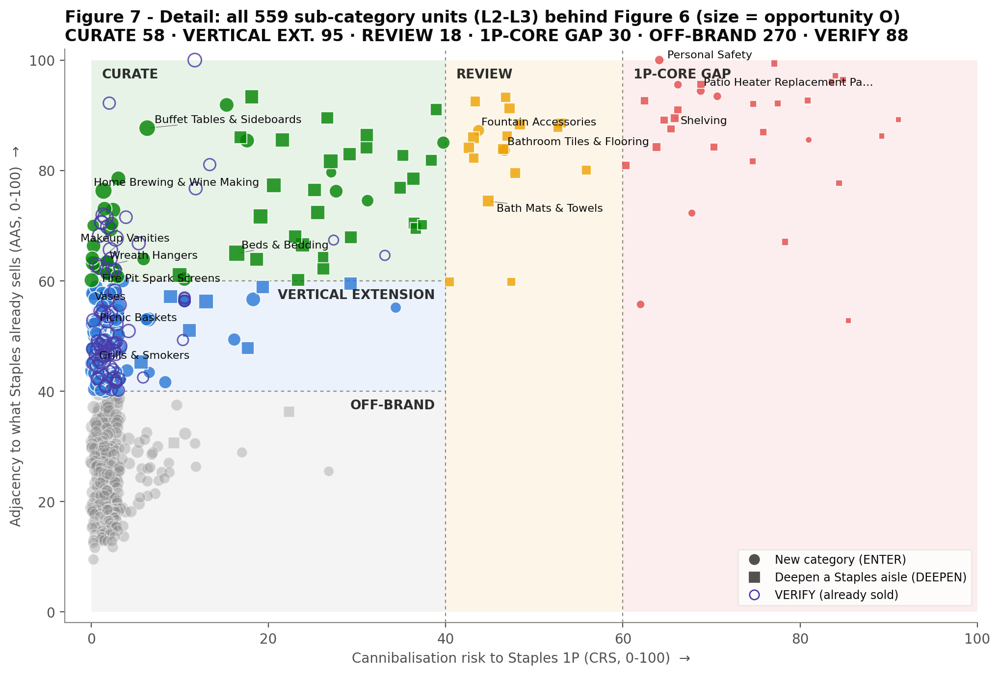 Figure 7 - Detail: all 559 sub-category units (L2-L3) behind Figure 6 (size = opportunity O)
CURATE 58 · VERTICAL EXT. 95 · REVIEW 18 · 1P-CORE GAP 30 · OFF-BRAND 270 · VERIFY 88
Adjacency to what Staples already sells (AAS, 0-100) →
100
80
60
40
20
0
CURATE
REVIEW
1P-CORE GAP
Personal Safety
Patio Heater Replacement Pa...
Buffet Tables & Sideboards
Fountain Accessories
Shelving
Bathroom Tiles & Flooring
Home Brewing & Wine Making
Bath Mats & Towels
Makeup Vanities
Beds & Bedding
Wreath Hangers
Fire Pit Spark Screens
VERTICAL EXTENSION
Vases
Picnic Baskets
Grills & Smokers
OFF-BRAND
New category (ENTER)
Deepen a Staples aisle (DEEPEN)
VERIFY (already sold)
0
20
40
60
80
100
Cannibalisation risk to Staples 1P (CRS, 0-100) →